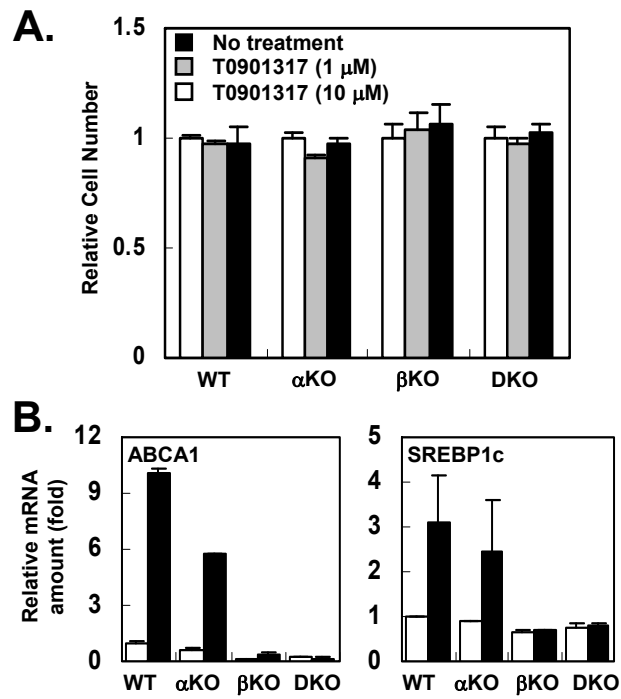 A.
1.5
1
0.5
0
Relative Cell Number
No treatment
T0901317 (1 μM)
T0901317 (10 μM)
WT αKO βKO DKO
B.
12
9
6
3
0
Relative mRNA
amount (fold)
ABCA1
WT αKO βKO DKO
5
4
3
2
1
0
SREBP1c
WT αKO βKO DKO